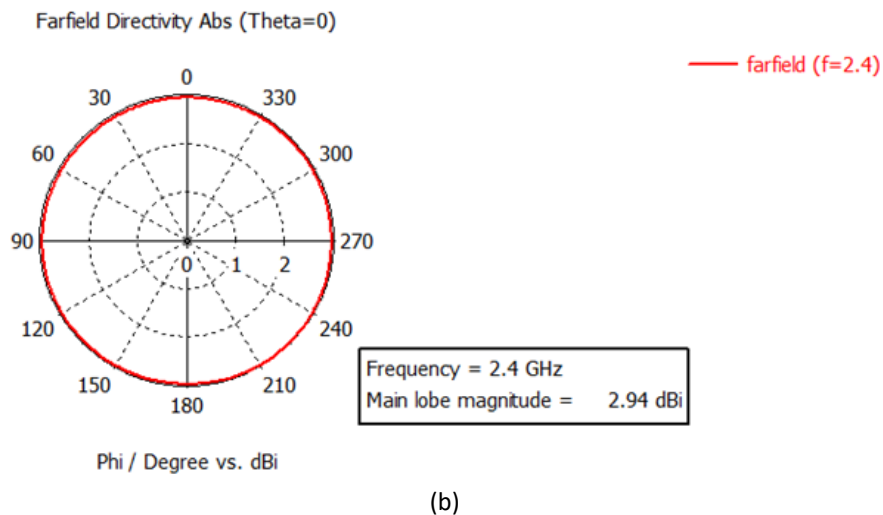 Farfield Directivity Abs (Theta=0)
farfield (f=2.4)
0
30
330
60
300
90
270
0
1
2
120
240
150
210
180
Frequency = 2.4 GHz
Main lobe magnitude = 2.94 dBi
Phi / Degree vs. dBi
(b)